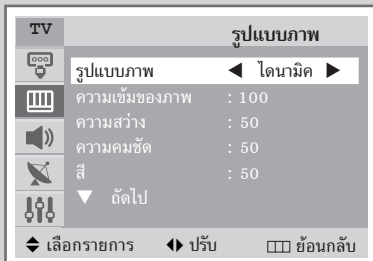 TV
รูปแบบภาพ
รูปแบบภาพ ◀ ไดนามิค ▶
ความเข้มของภาพ : 100
ความสว่าง : 50
ความคมชัด : 50
สี : 50
▼ ถัดไป
เลือกรายการ ปรับ ย้อนกลับ